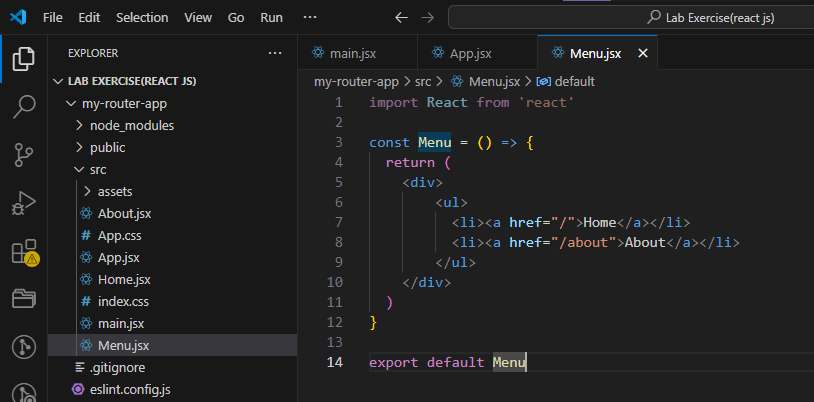 File Edit Selection View Go Run ···
Lab Exercise(react js)
EXPLORER ···
LAB EXERCISE(REACT JS)
my-router-app
node_modules
public
src
assets
About.jsx
# App.css
App.jsx
Home.jsx
# index.css
main.jsx
Menu.jsx
.gitignore
eslint.config.js
main.jsx App.jsx Menu.jsx
my-router-app > src > Menu.jsx > default
1 import React from 'react'
2
3 const Menu = () => {
4 return (
5 <div>
6 <ul>
7 <li><a href="/">Home</a></li>
8 <li><a href="/about">About</a></li>
9 </ul>
10 </div>
11 )
12 }
13
14 export default Menu